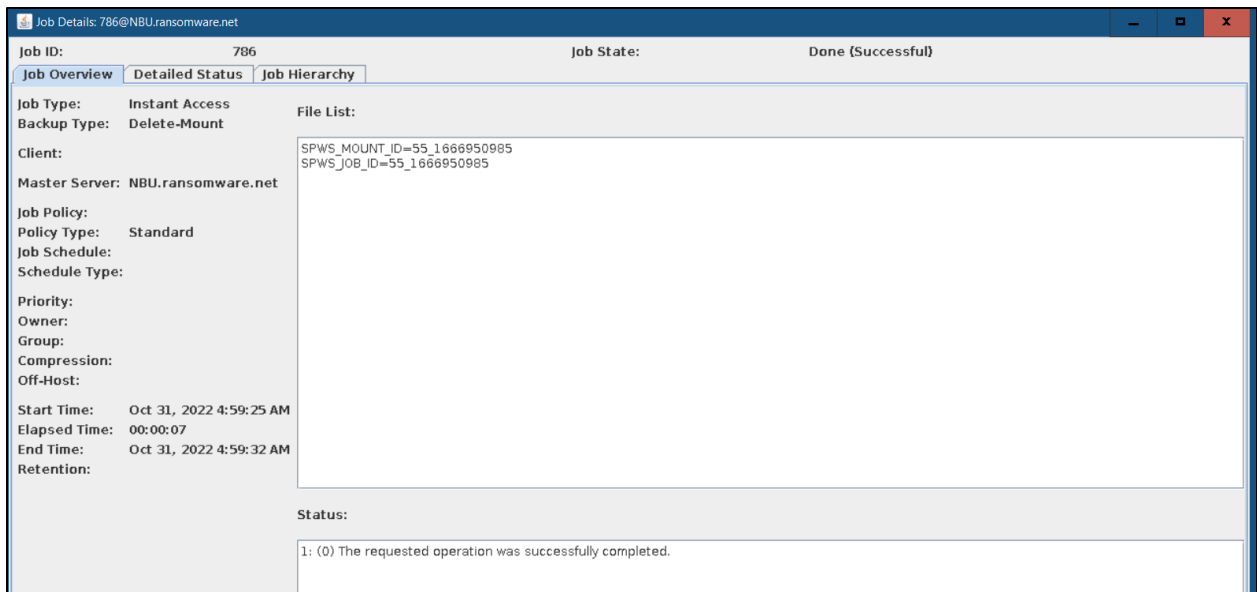 Job Details: 786@NBU.ransomware.net
Job ID: 786 Job State: Done {Successful}
Job Overview Detailed Status Job Hierarchy
Job Type: Instant Access
Backup Type: Delete-Mount
Client:
Master Server: NBU.ransomware.net
Job Policy:
Policy Type: Standard
Job Schedule:
Schedule Type:
Priority:
Owner:
Group:
Compression:
Off-Host:
Start Time: Oct 31, 2022 4:59:25 AM
Elapsed Time: 00:00:07
End Time: Oct 31, 2022 4:59:32 AM
Retention:
File List:
SPWS_MOUNT_ID=55_1666950985
SPWS_JOB_ID=55_1666950985
Status:
1: (0) The requested operation was successfully completed.